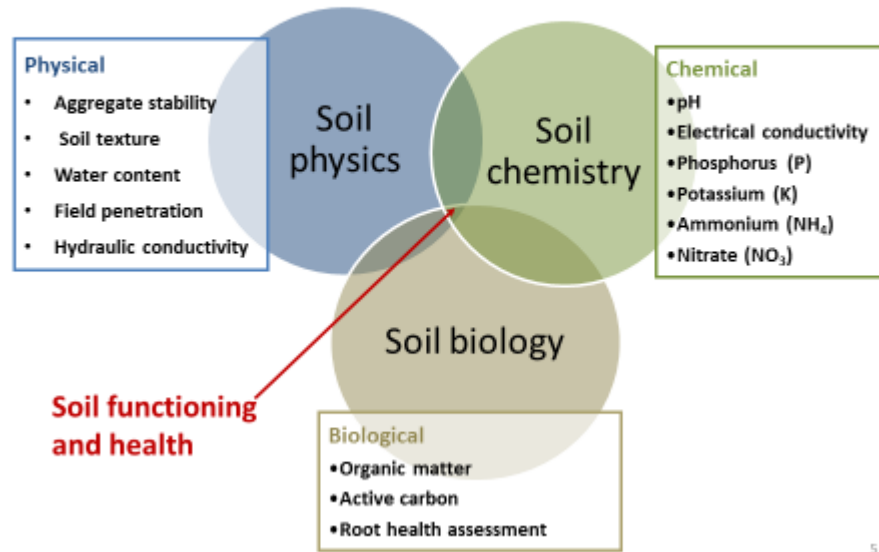 Physical
• Aggregate stability
• Soil texture
• Water content
• Field penetration
• Hydraulic conductivity
Soil
physics
Soil
chemistry
Chemical
•pH
•Electrical conductivity
•Phosphorus (P)
•Potassium (K)
•Ammonium (NH₄)
•Nitrate (NO₃)
Soil biology
Soil functioning
and health
Biological
•Organic matter
•Active carbon
•Root health assessment
5